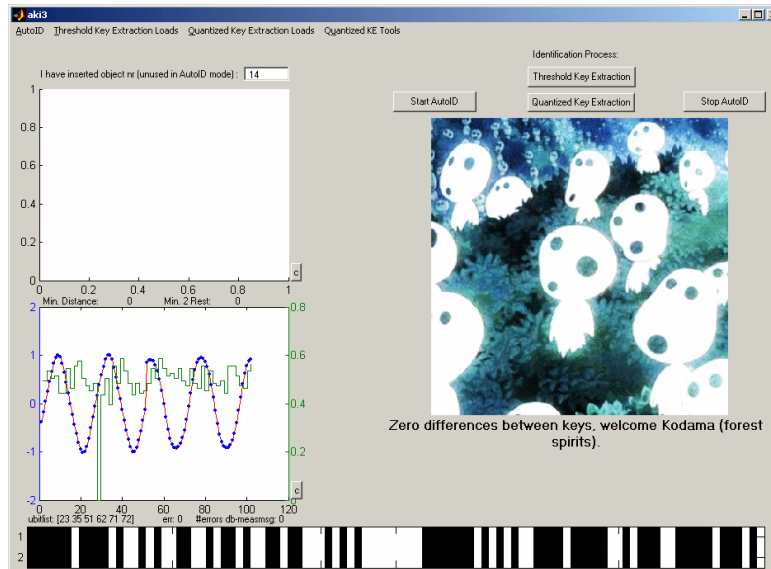 aki3
AutoID Threshold Key Extraction Loads Quantized Key Extraction Loads Quantized KE Tools
Identification Process:
I have inserted object nr (unused in AutoID mode) : 14
Threshold Key Extraction
Start AutoID Quantized Key Extraction Stop AutoID
1
0.8
0.6
0.4
0.2
0
0 0.2 0.4 0.6 0.8 1
c
Min. Distance: 0 Min. 2 Rest: 0
2 0.8
1 0.6
0 0.4
-1 0.2
-2 0
0 20 40 60 80 100 120
c
Zero differences between keys, welcome Kodama (forest
spirits).
ubitlist: [23 35 51 62 71 72] err: 0 #errors db-measmsg: 0
1
2